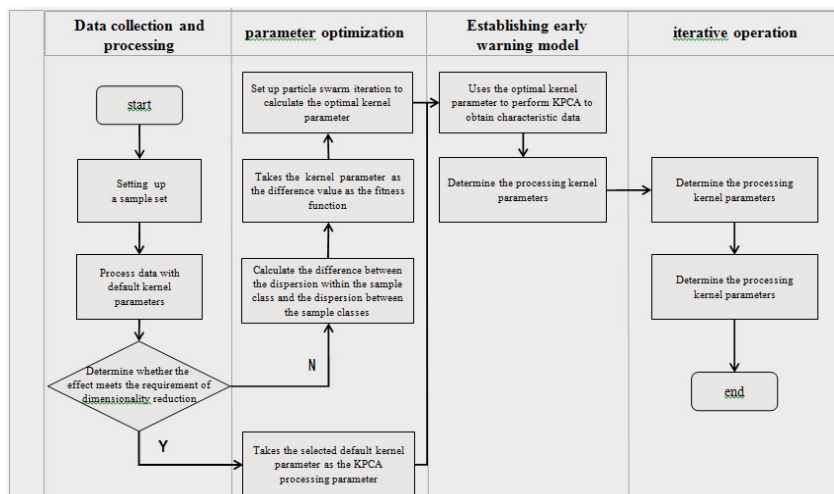 Data collection and
processing
parameter optimization
Establishing early
warning model
iterative operation
start
Setting up
a sample set
Process data with
default kernel
parameters
Determine whether the
effect meets the requirement of
dimensionality reduction
N
Y
Set up particle swarm iteration to
calculate the optimal kernel
parameter
Takes the kernel parameter as
the difference value as the fitness
function
Calculate the difference between
the dispersion within the sample
class and the dispersion between
the sample classes
Takes the selected default kernel
parameter as the KPCA
processing parameter
Uses the optimal kernel
parameter to perform KPCA to
obtain characteristic data
Determine the processing kernel
parameters
Determine the processing
kernel parameters
Determine the processing
kernel parameters
end